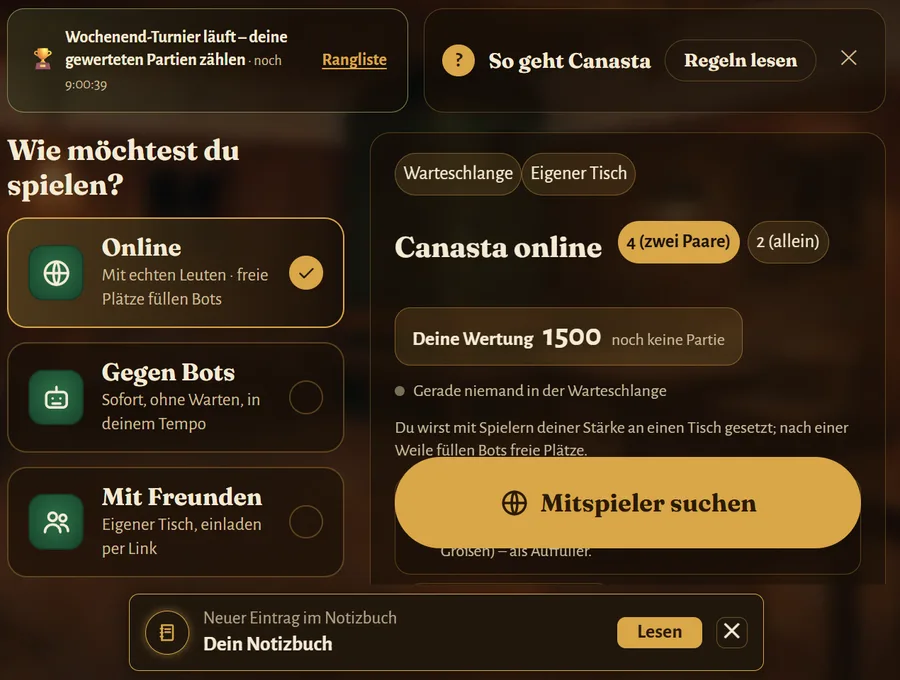 Wochenend-Turnier läuft – deine
gewerteten Partien zählen · noch
9:00:39
Rangliste
?
So geht Canasta
Regeln lesen
Wie möchtest du
spielen?
Online
Mit echten Leuten · freie
Plätze füllen Bots
Gegen Bots
Sofort, ohne Warten, in
deinem Tempo
Mit Freunden
Eigener Tisch, einladen
per Link
Warteschlange
Eigener Tisch
Canasta online
4 (zwei Paare)
2 (allein)
Deine Wertung 1500 noch keine Partie
Gerade niemand in der Warteschlange
Du wirst mit Spielern deiner Stärke an einen Tisch gesetzt; nach einer
Weile füllen Bots freie Plätze.
Mitspieler suchen
Großen) – als Auffüller.
Neuer Eintrag im Notizbuch
Dein Notizbuch
Lesen